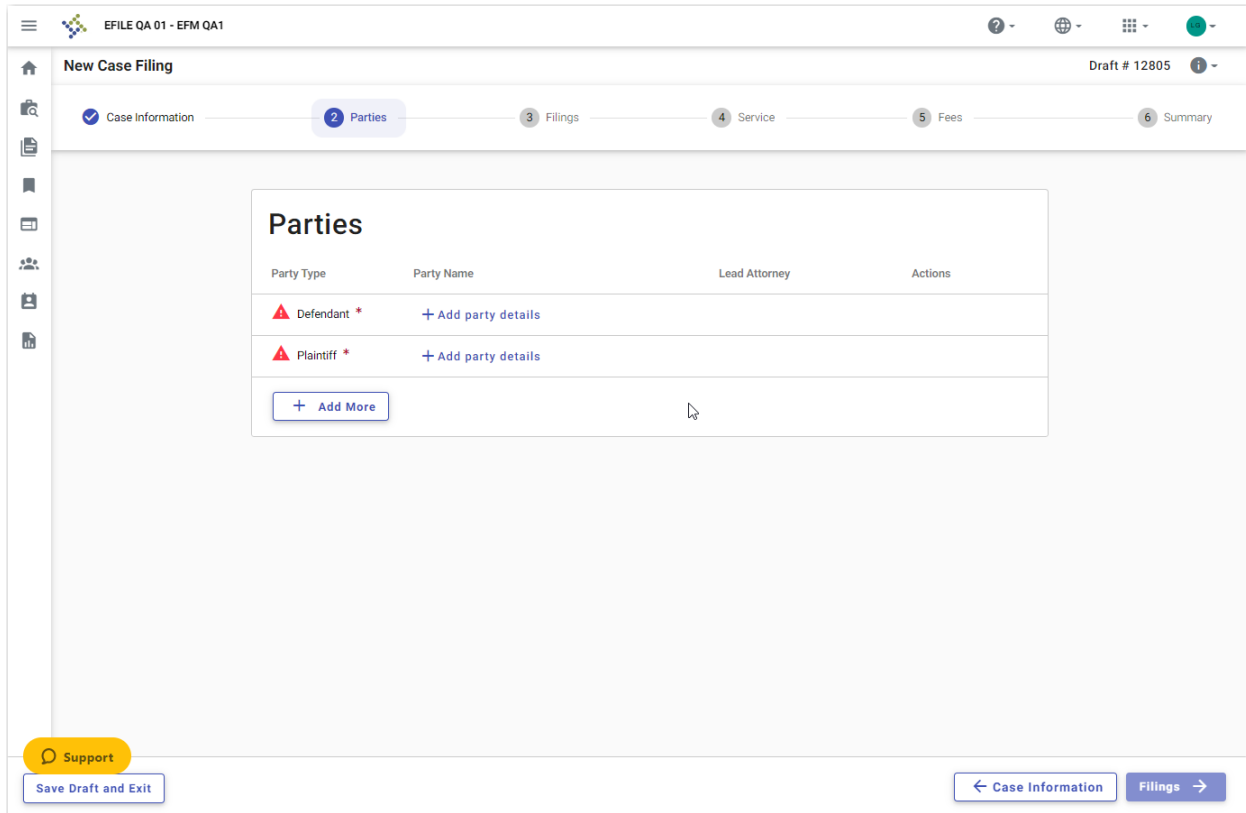 EFILE QA 01 - EFM QA1
New Case Filing
Draft # 12805
Case Information
2 Parties
3 Filings
4 Service
5 Fees
6 Summary
Parties
Party Type Party Name Lead Attorney Actions
Defendant * + Add party details
Plaintiff * + Add party details
+ Add More
Support
Save Draft and Exit
← Case Information
Filings →